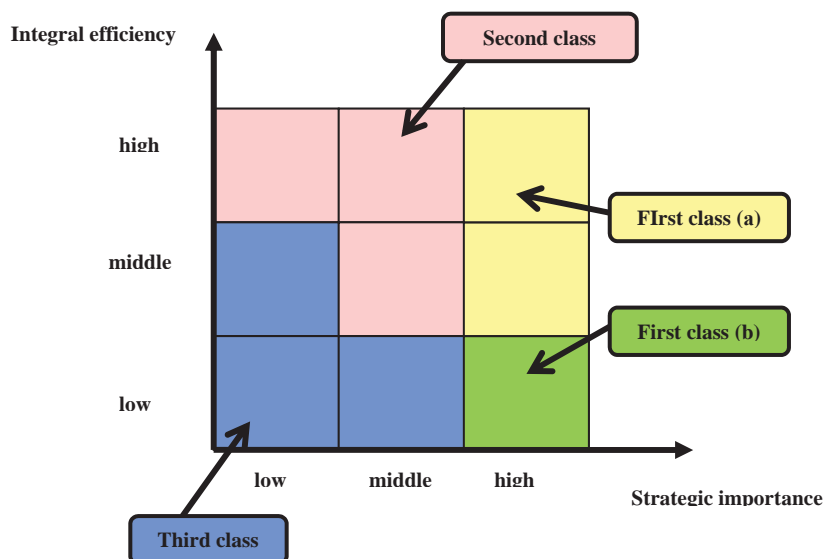 Integral efficiency
Second class
high
FIrst class (a)
middle
First class (b)
low
low
middle
high
Strategic importance
Third class